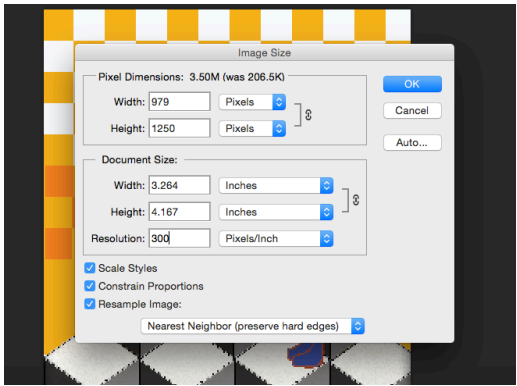 Image Size
Pixel Dimensions: 3.50M (was 206.5K)
Width: 979 Pixels
Height: 1250 Pixels
Document Size:
Width: 3.264 Inches
Height: 4.167 Inches
Resolution: 300 Pixels/Inch
Scale Styles
Constrain Proportions
Resample Image:
Nearest Neighbor (preserve hard edges)
OK
Cancel
Auto...